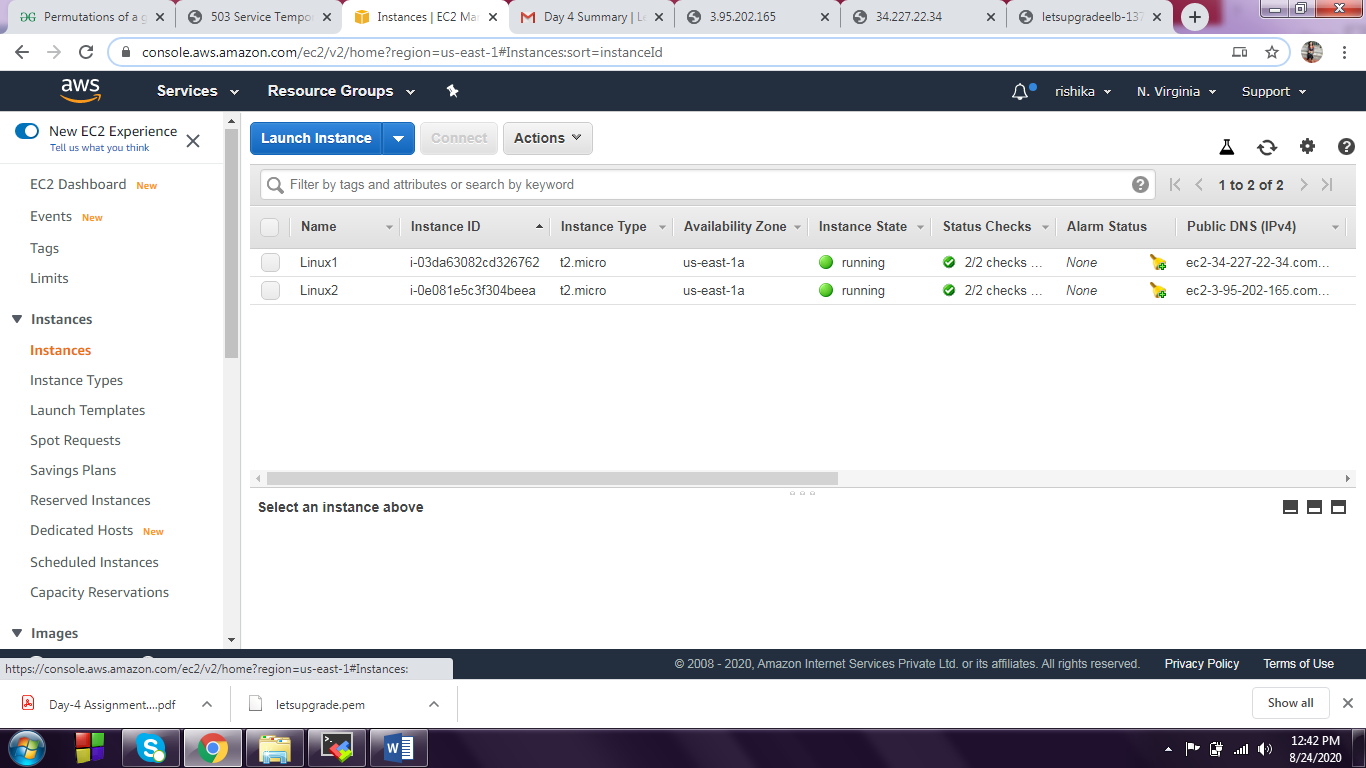 Permutations of a g
503 Service Tempor
Instances | EC2 Man
Day 4 Summary | Le
3.95.202.165
34.227.22.34
letsupgradeelb-137
console.aws.amazon.com/ec2/v2/home?region=us-east-1#Instances:sort=instanceId
aws Services Resource Groups rishika N. Virginia Support
New EC2 Experience
Tell us what you think
EC2 Dashboard New
Events New
Tags
Limits
Instances
Instances
Instance Types
Launch Templates
Spot Requests
Savings Plans
Reserved Instances
Dedicated Hosts New
Scheduled Instances
Capacity Reservations
Images
Launch Instance Connect Actions
Filter by tags and attributes or search by keyword
1 to 2 of 2
Name Instance ID Instance Type Availability Zone Instance State Status Checks Alarm Status Public DNS (IPv4)
Linux1 i-03da63082cd326762 t2.micro us-east-1a running 2/2 checks ... None ec2-34-227-22-34.com...
Linux2 i-0e081e5c3f304beea t2.micro us-east-1a running 2/2 checks ... None ec2-3-95-202-165.com...
Select an instance above
https://console.aws.amazon.com/ec2/v2/home?region=us-east-1#Instances:
© 2008 - 2020, Amazon Internet Services Private Ltd. or its affiliates. All rights reserved. Privacy Policy Terms of Use
Day-4 Assignment....pdf
letsupgrade.pem
Show all
12:42 PM
8/24/2020